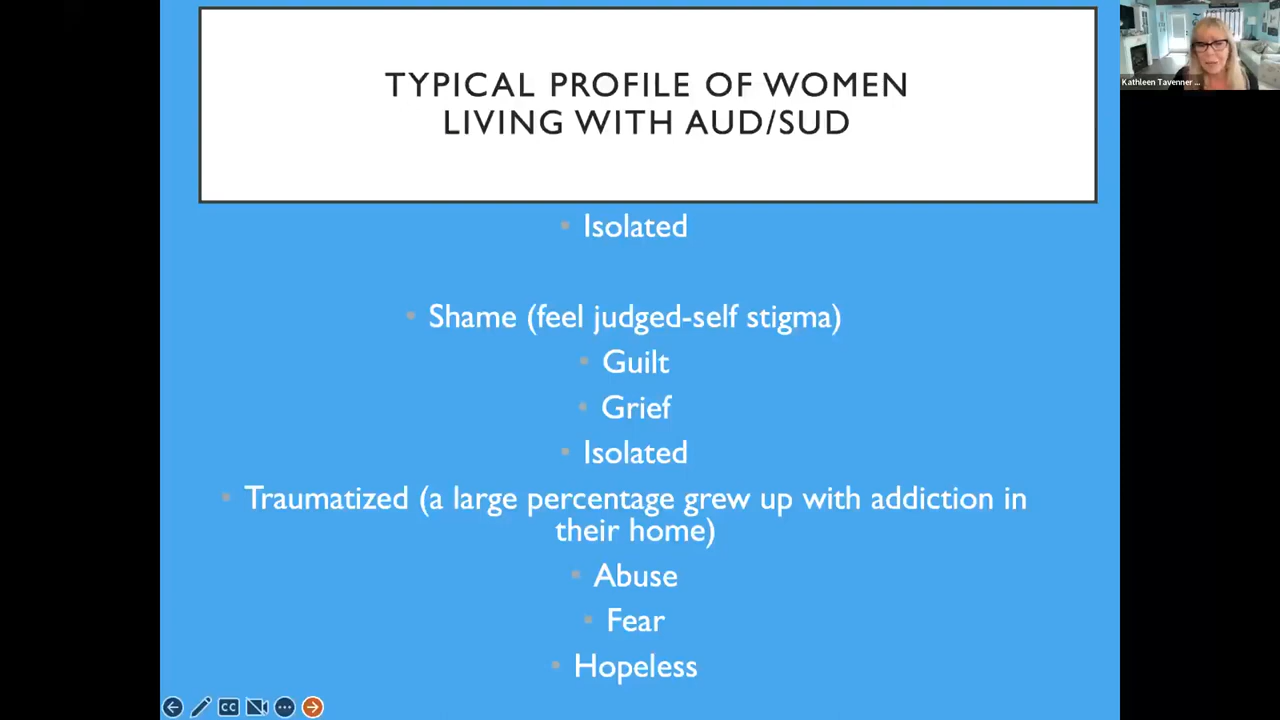 TYPICAL PROFILE OF WOMEN
LIVING WITH AUD/SUD
Kathleen Tavenner ...
• Isolated
• Shame (feel judged-self stigma)
• Guilt
• Grief
• Isolated
• Traumatized (a large percentage grew up with addiction in
their home)
• Abuse
• Fear
• Hopeless
CC